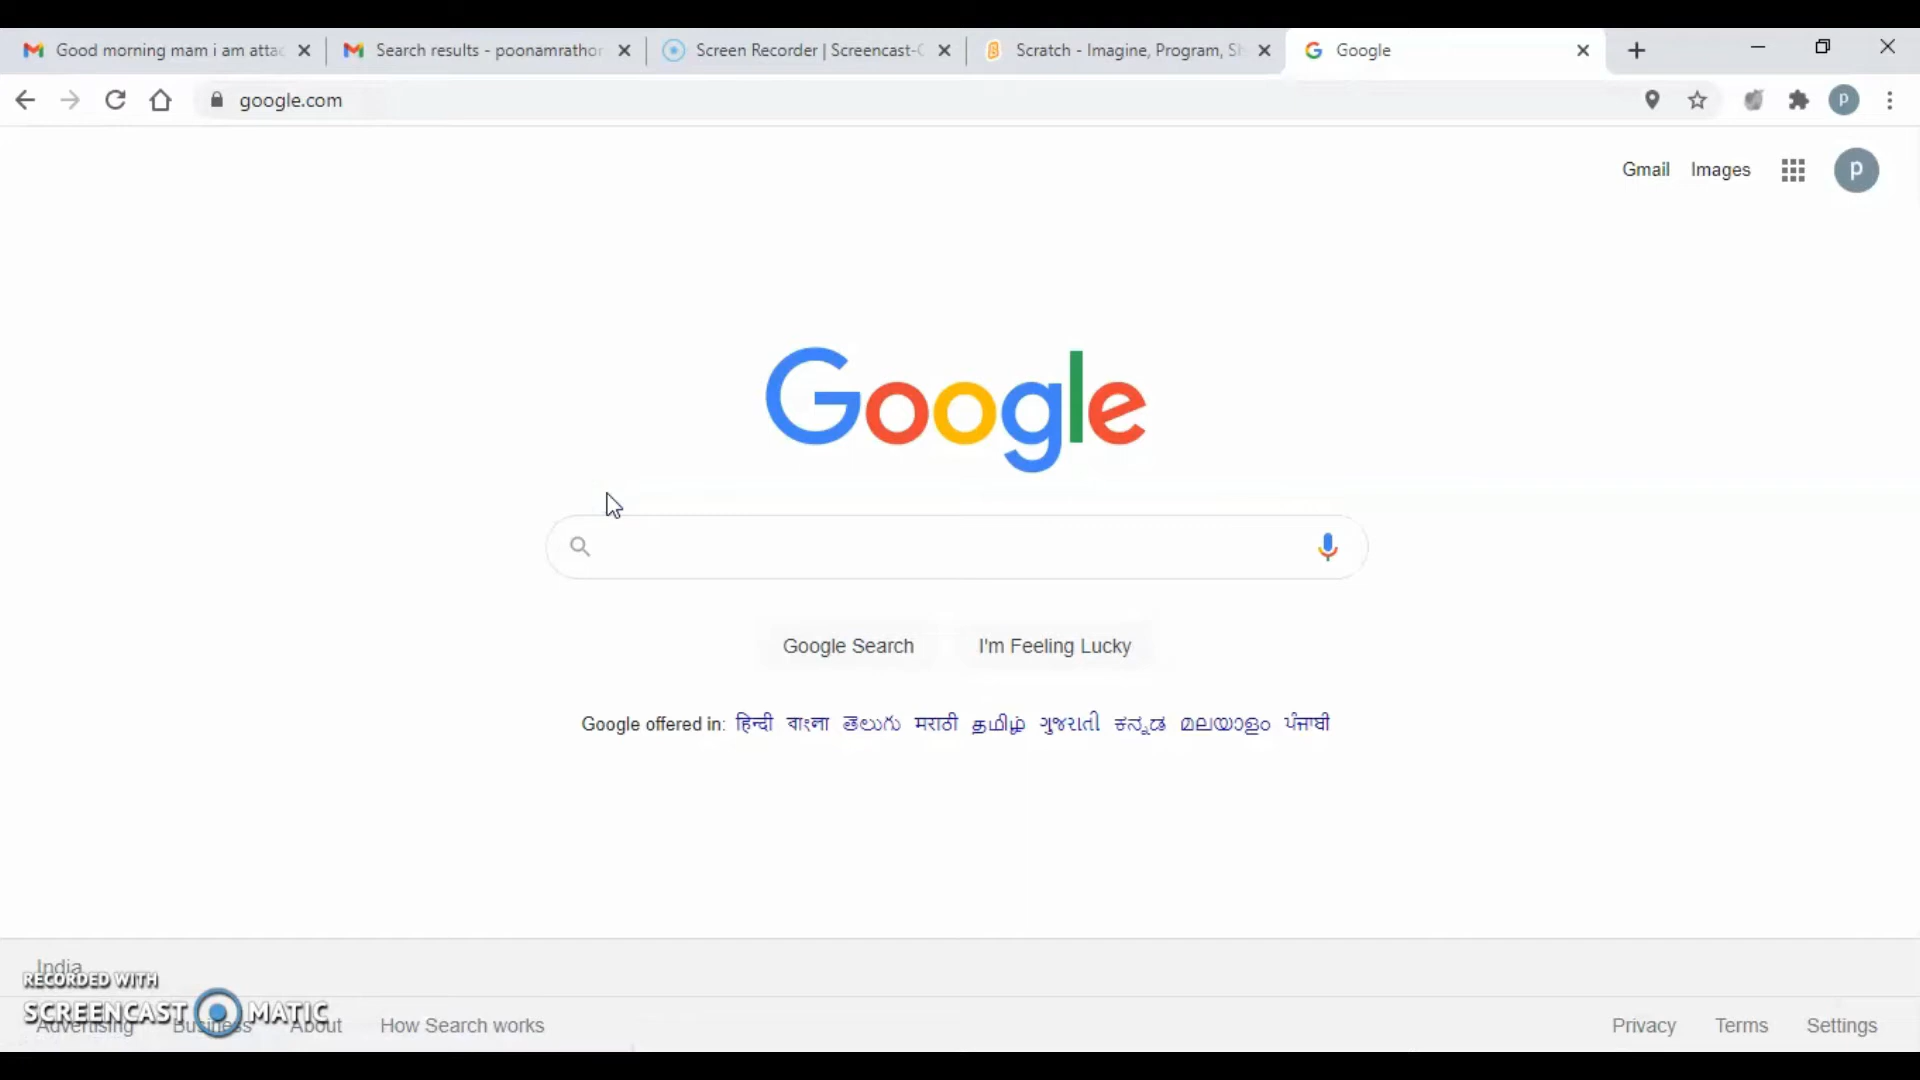 Good morning mam i am atta
Search results - poonamrathor
Screen Recorder | Screencast-O
Scratch - Imagine, Program, Sh
Google
google.com
P
Gmail
Images
p
Google
Google Search
I'm Feeling Lucky
Google offered in: हिन्दी বাংলা తెలుగు मराठी தமிழ் ગુજરાતી ಕನ್ನಡ മലയാളം ਪੰਜਾਬੀ
India
RECORDED WITH
SCREENCAST MATIC
Advertising Business About How Search works
Privacy Terms Settings